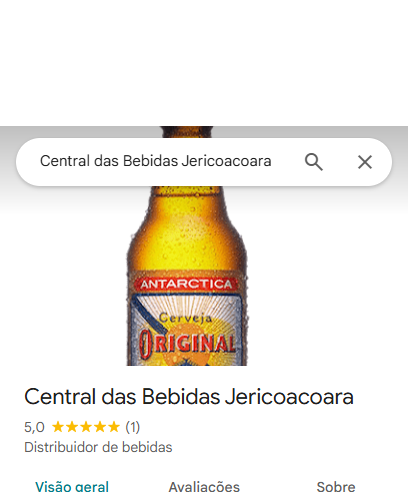 Central das Bebidas Jericoacoara
ANTARCTICA
Cerveja
ORIGINAL
Central das Bebidas Jericoacoara
5,0 ★★★★★ (1)
Distribuidor de bebidas
Visão geral Avaliações Sobre